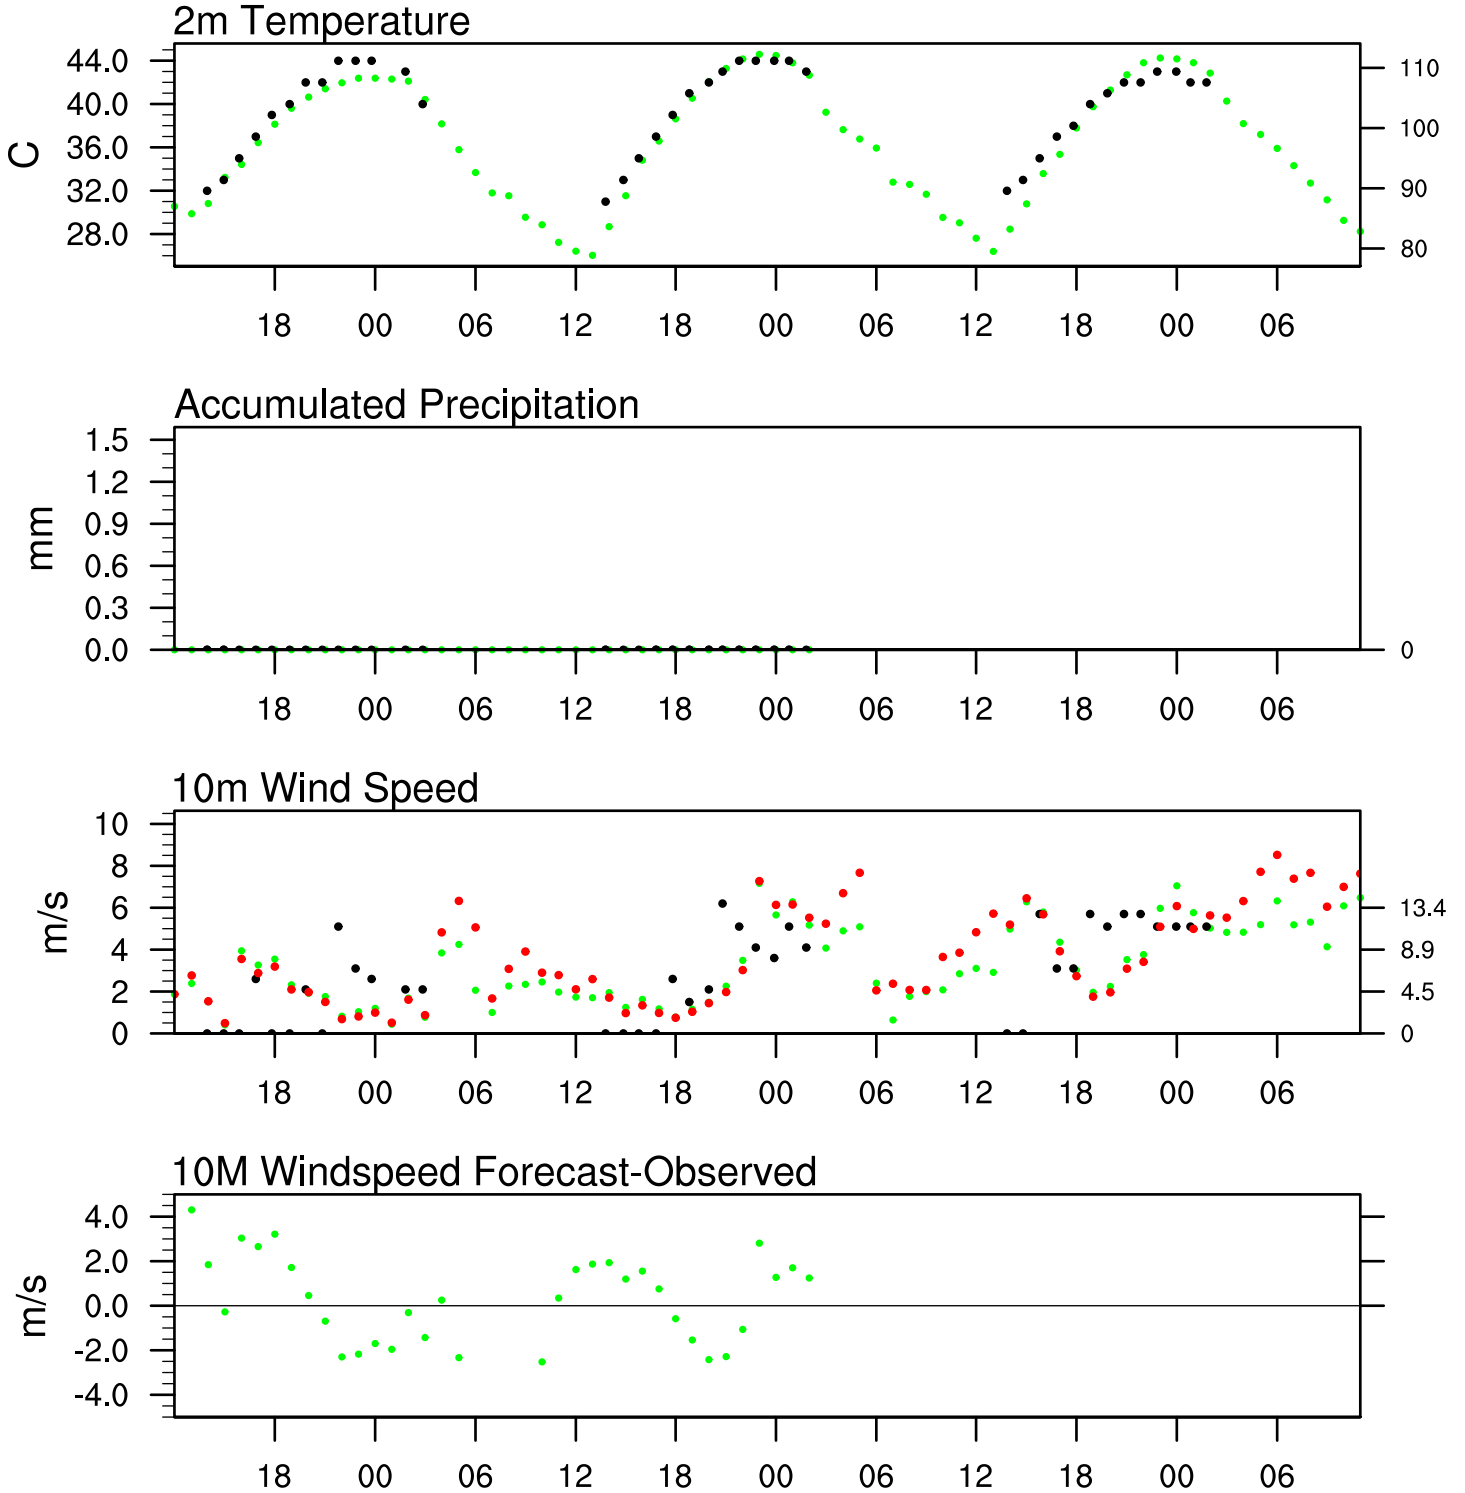 2m Temperature
44.0
40.0
36.0
32.0
28.0
C
110
100
90
80
18 00 06 12 18 00 06 12 18 00 06
Accumulated Precipitation
1.5
1.2
0.9
0.6
0.3
0.0
mm
0
18 00 06 12 18 00 06 12 18 00 06
10m Wind Speed
10
8
6
4
2
0
m/s
13.4
8.9
4.5
0
18 00 06 12 18 00 06 12 18 00 06
10M Windspeed Forecast-Observed
4.0
2.0
0.0
-2.0
-4.0
m/s
18 00 06 12 18 00 06 12 18 00 06